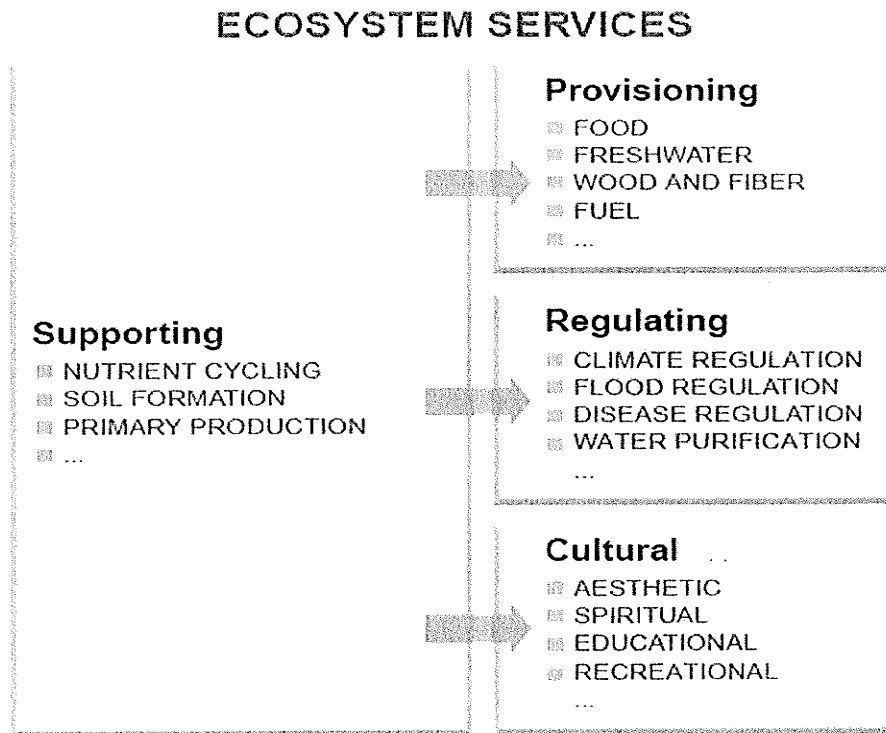 ECOSYSTEM SERVICES
Supporting
NUTRIENT CYCLING
SOIL FORMATION
PRIMARY PRODUCTION
...
Provisioning
FOOD
FRESHWATER
WOOD AND FIBER
FUEL
...
Regulating
CLIMATE REGULATION
FLOOD REGULATION
DISEASE REGULATION
WATER PURIFICATION
...
Cultural
AESTHETIC
SPIRITUAL
EDUCATIONAL
RECREATIONAL
...